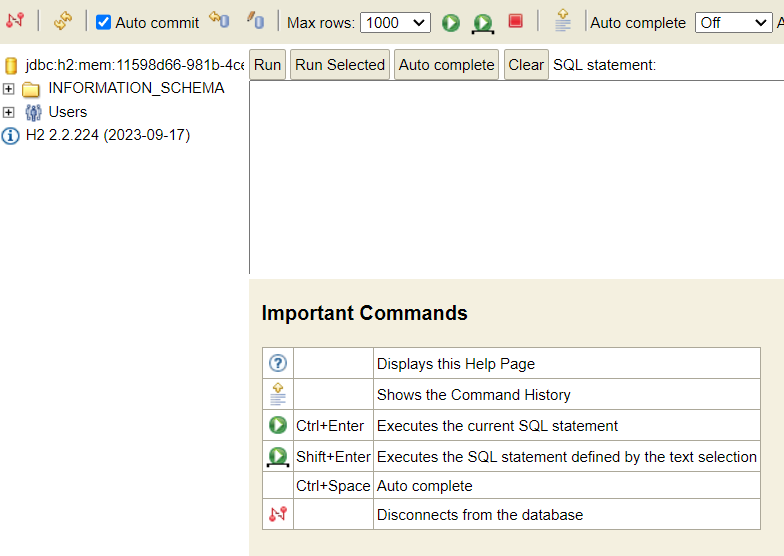 Auto commit Max rows: 1000 Auto complete Off A
jdbc:h2:mem:11598d66-981b-4ce
INFORMATION_SCHEMA
Users
H2 2.2.224 (2023-09-17)
Run Run Selected Auto complete Clear SQL statement:
Important Commands
? Displays this Help Page
Shows the Command History
Ctrl+Enter Executes the current SQL statement
Shift+Enter Executes the SQL statement defined by the text selection
Ctrl+Space Auto complete
Disconnects from the database